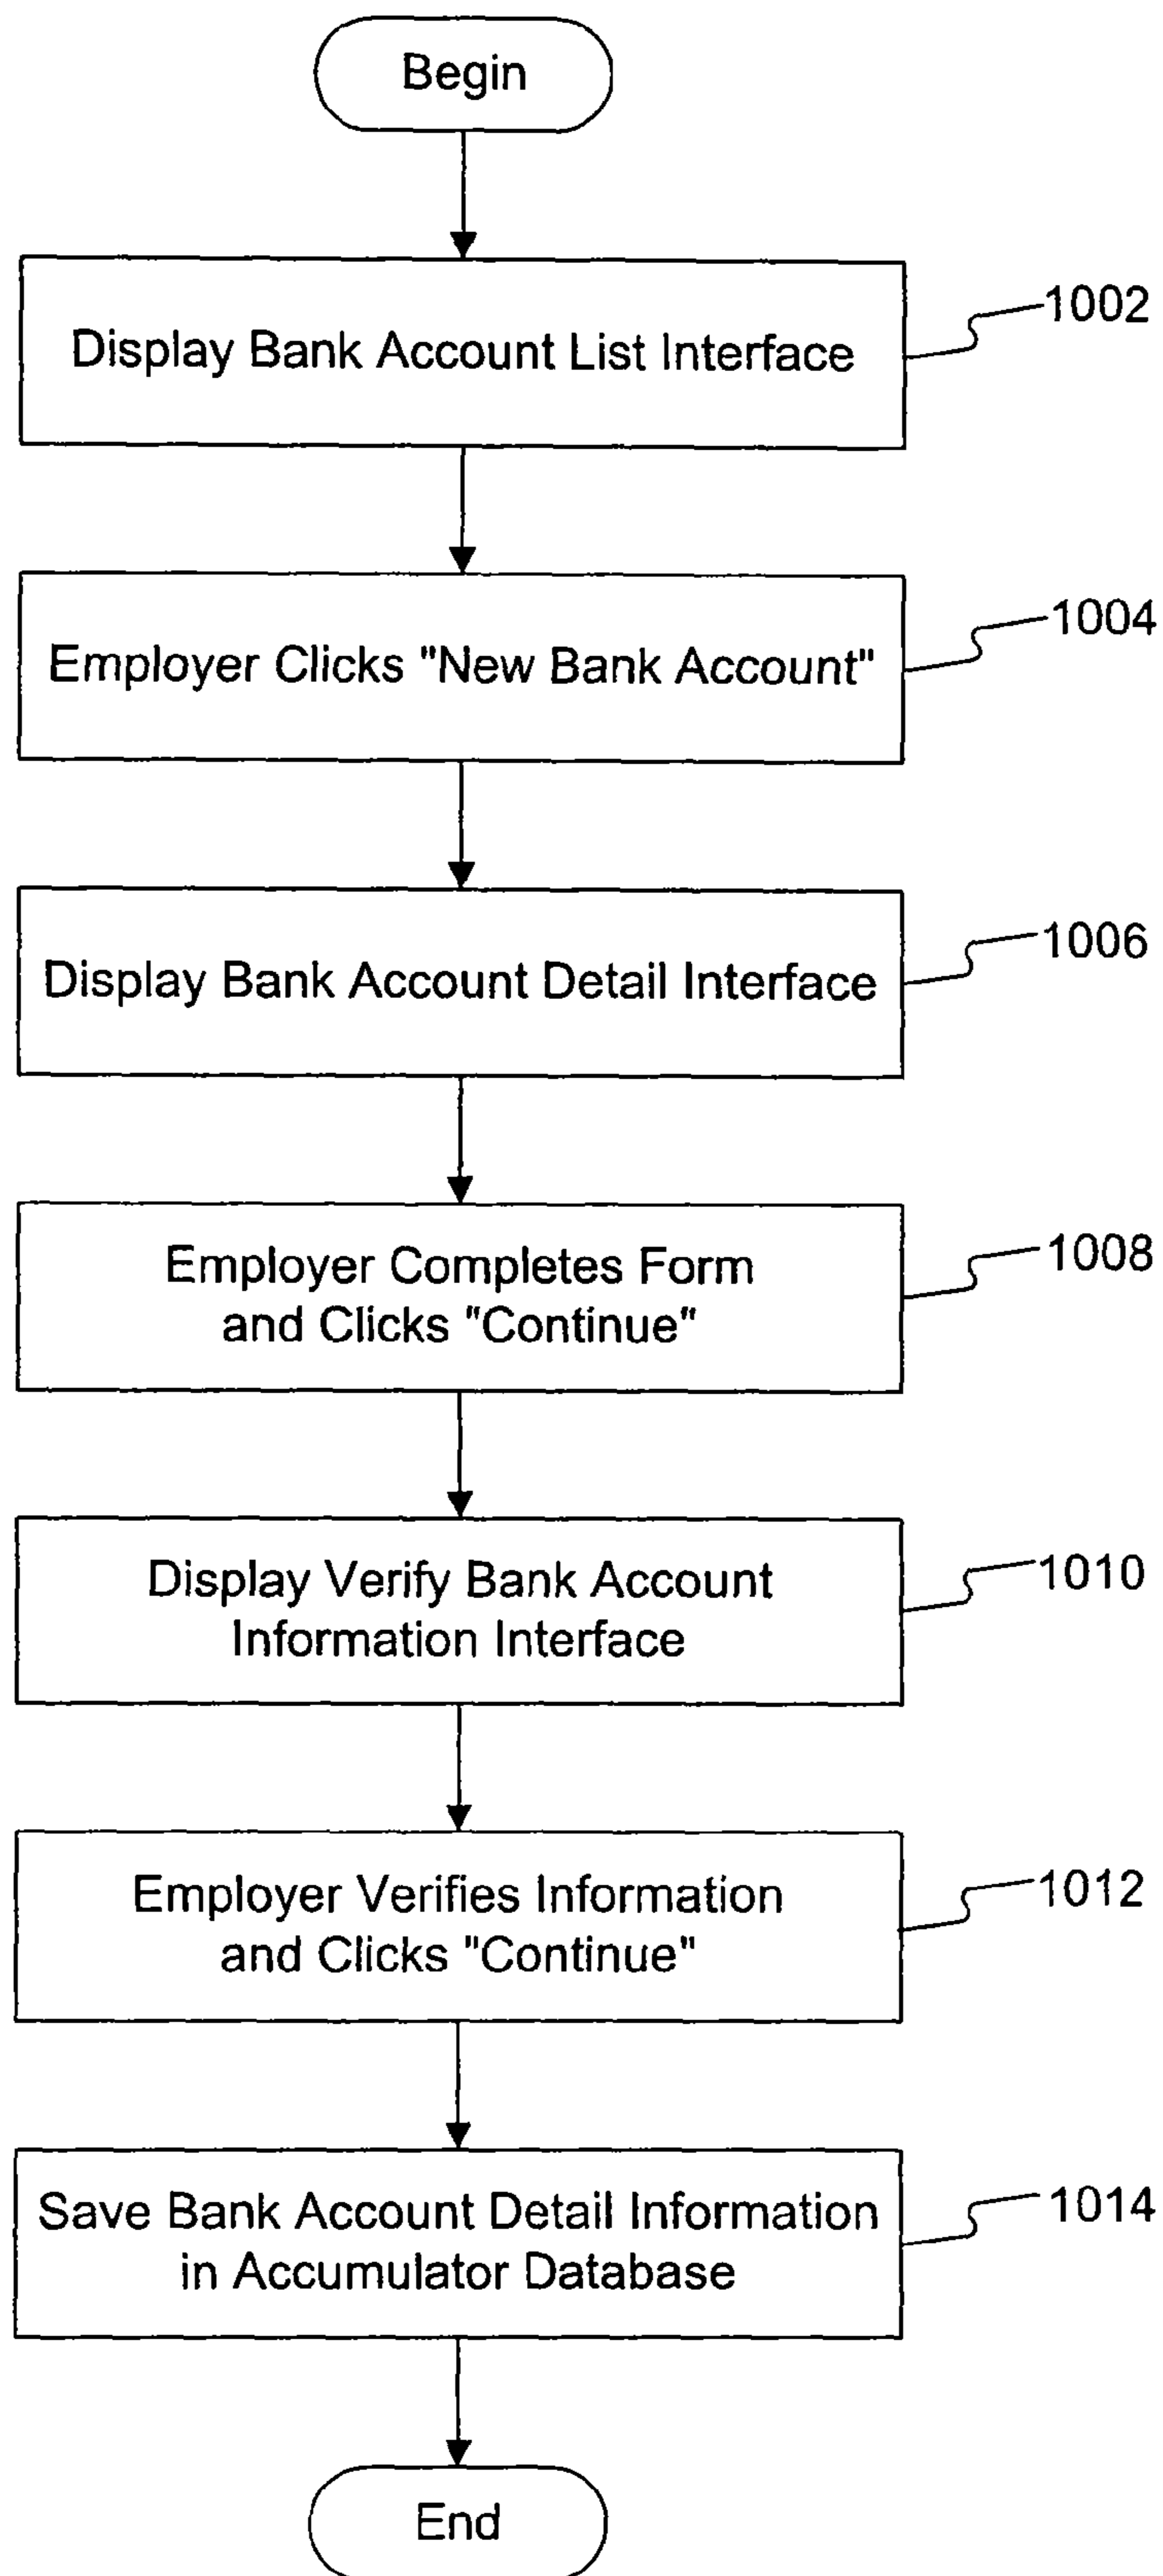 Begin
Display Bank Account List Interface
1002
Employer Clicks "New Bank Account"
1004
Display Bank Account Detail Interface
1006
Employer Completes Form
and Clicks "Continue"
1008
Display Verify Bank Account
Information Interface
1010
Employer Verifies Information
and Clicks "Continue"
1012
Save Bank Account Detail Information
in Accumulator Database
1014
End